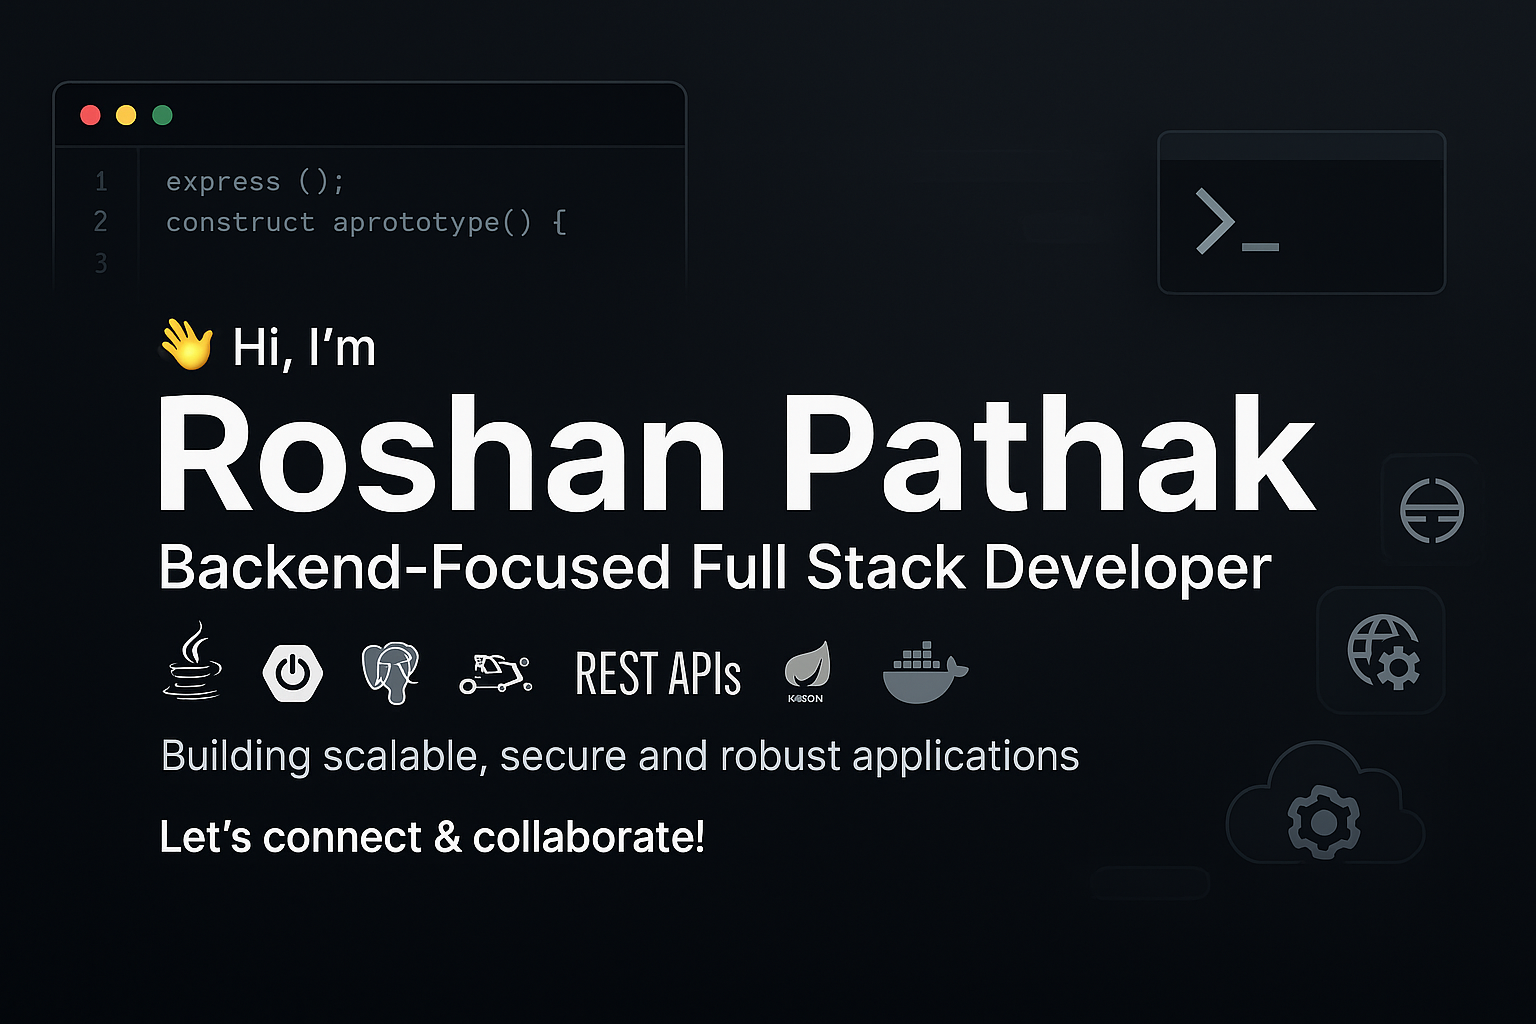 1 express ();
2 construct aprototype() {
3
👋 Hi, I’m
Roshan Pathak
Backend-Focused Full Stack Developer
REST APIs
Building scalable, secure and robust applications
Let’s connect & collaborate!